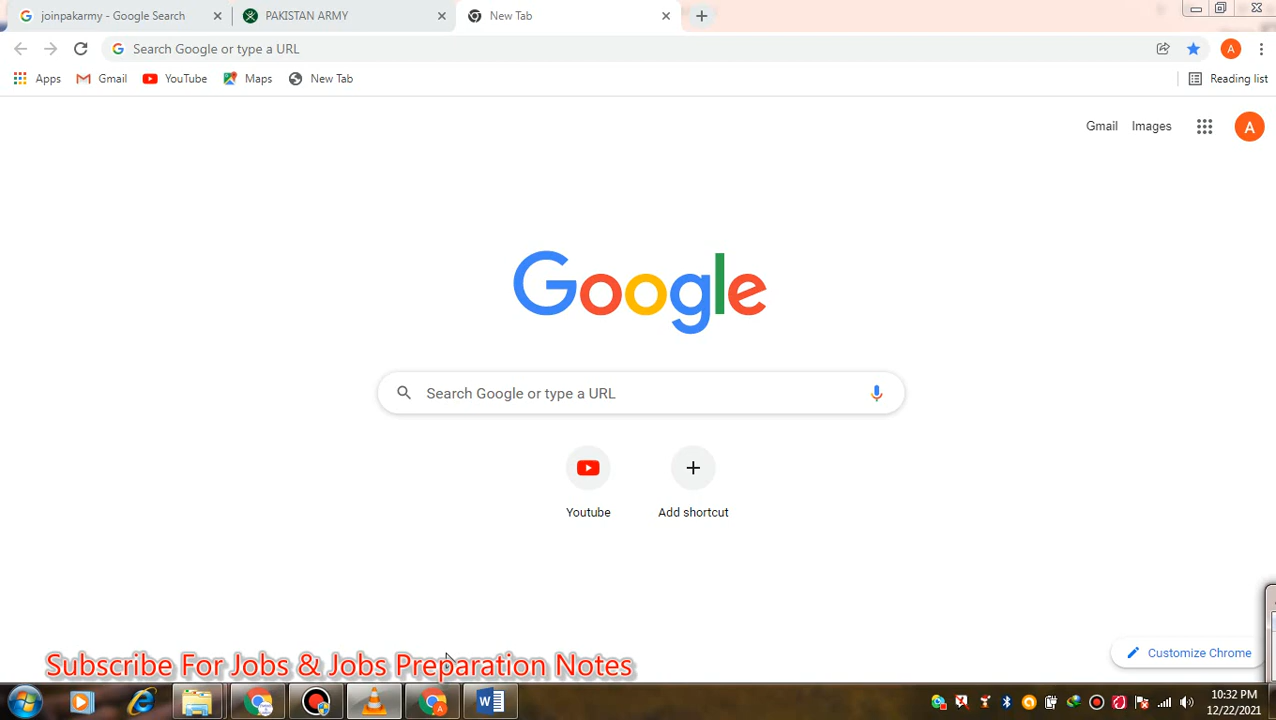 joinpakarmy - Google Search
PAKISTAN ARMY
New Tab
Search Google or type a URL
A
Apps
Gmail
YouTube
Maps
New Tab
Reading list
Gmail
Images
A
Google
Search Google or type a URL
Youtube
Add shortcut
Customize Chrome
Subscribe For Jobs & Jobs Preparation Notes
10:32 PM
12/22/2021